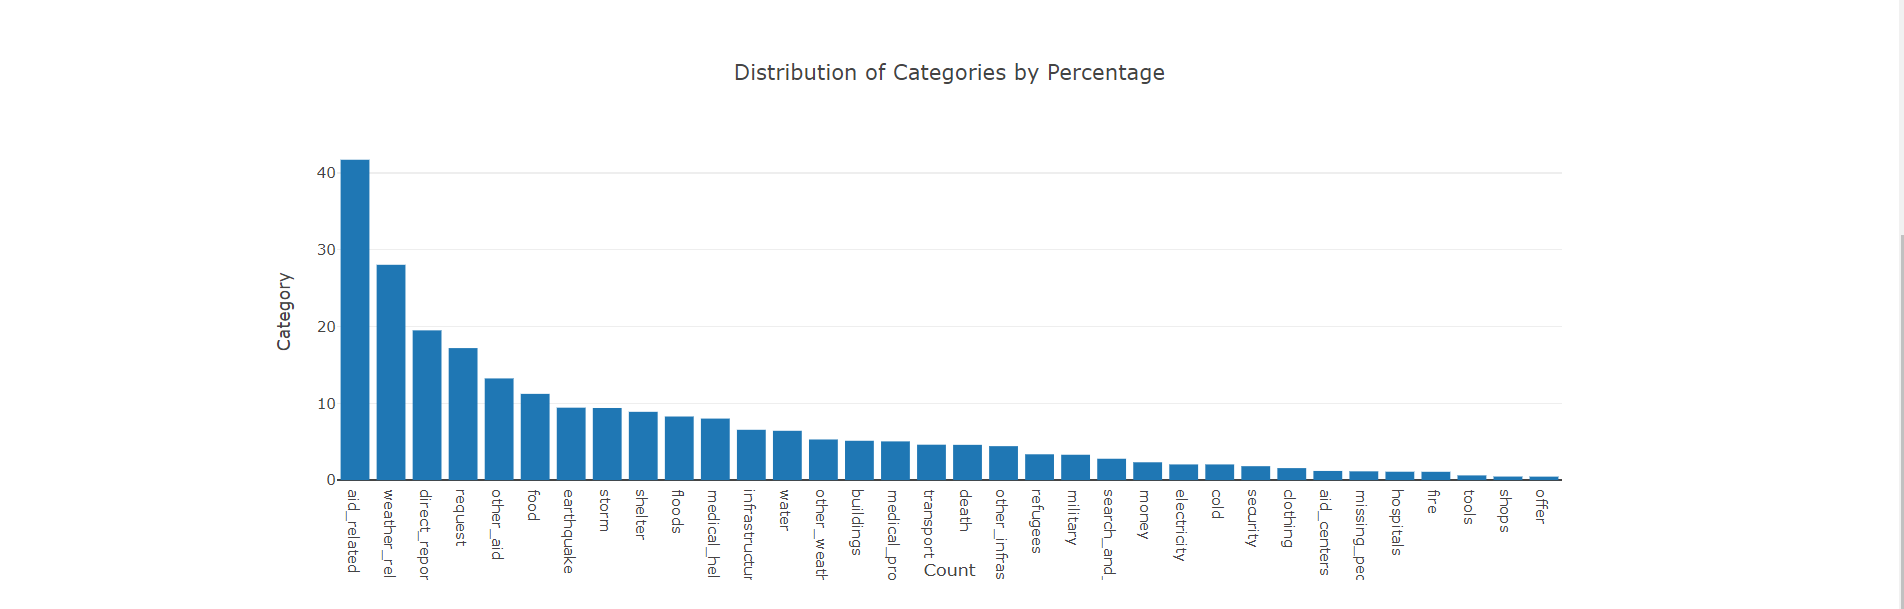 Distribution of Categories by Percentage
40
30
20
10
0
Category
aid_related
weather_rel
direct_repor
request
other_aid
food
earthquake
storm
shelter
floods
medical_hel
infrastructur
water
other_weath
buildings
medical_pro
transport
death
other_infras
refugees
military
search_and_
money
electricity
cold
security
clothing
aid_centers
missing_pec
hospitals
fire
tools
shops
offer
Count